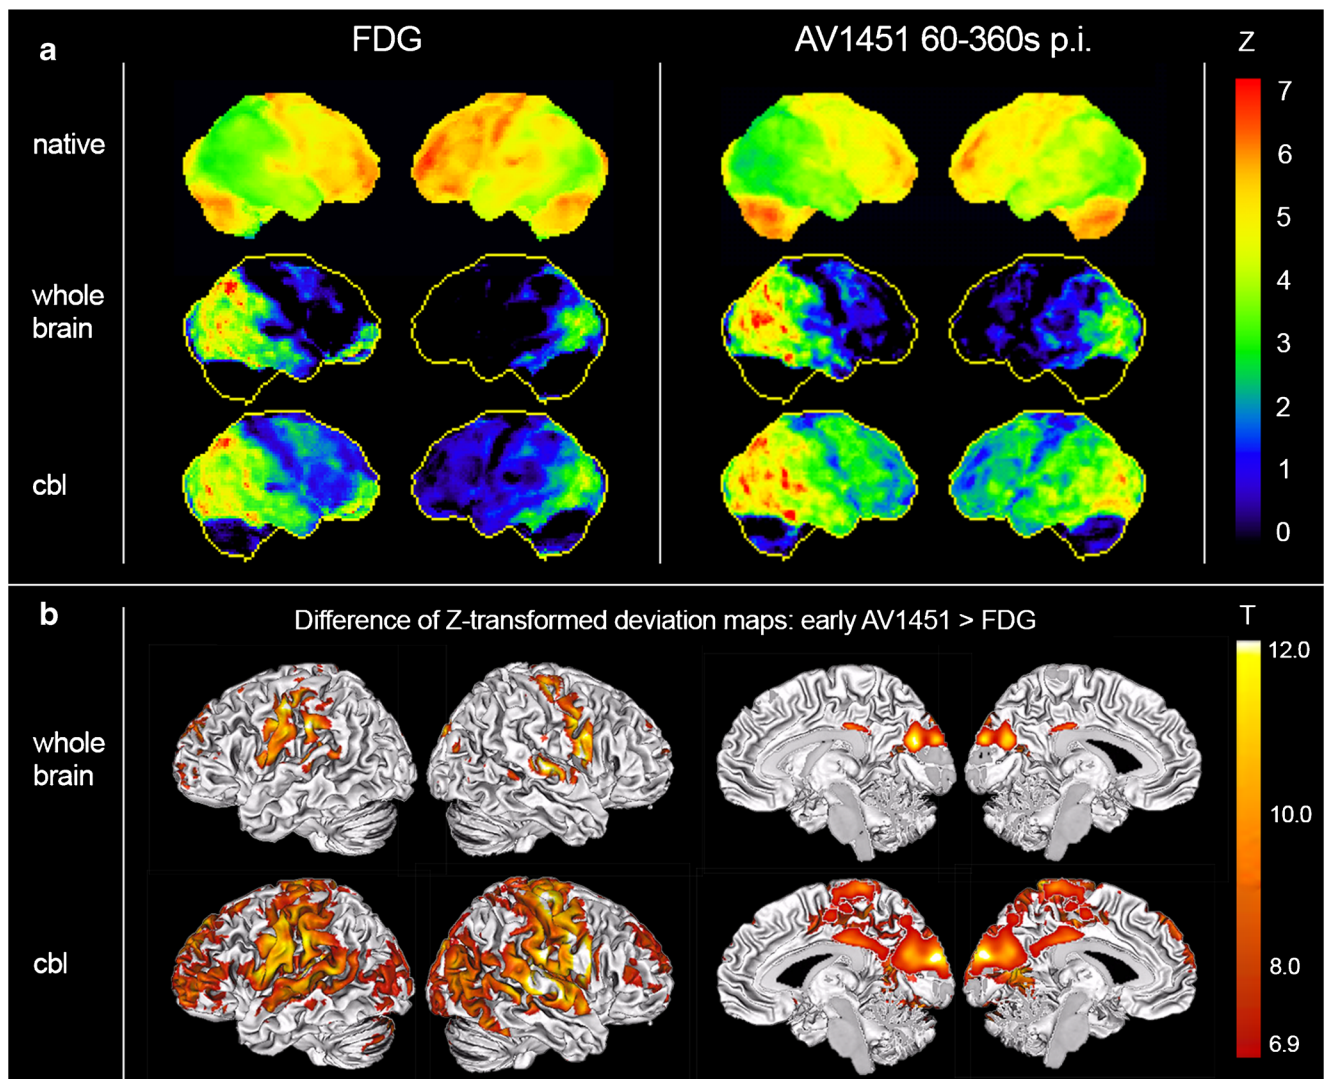 a
FDG
AV1451 60-360s p.i.
Z
native
whole
brain
cbl
7
6
5
4
3
2
1
0
b
Difference of Z-transformed deviation maps: early AV1451 > FDG
T
whole
brain
cbl
12.0
10.0
8.0
6.9